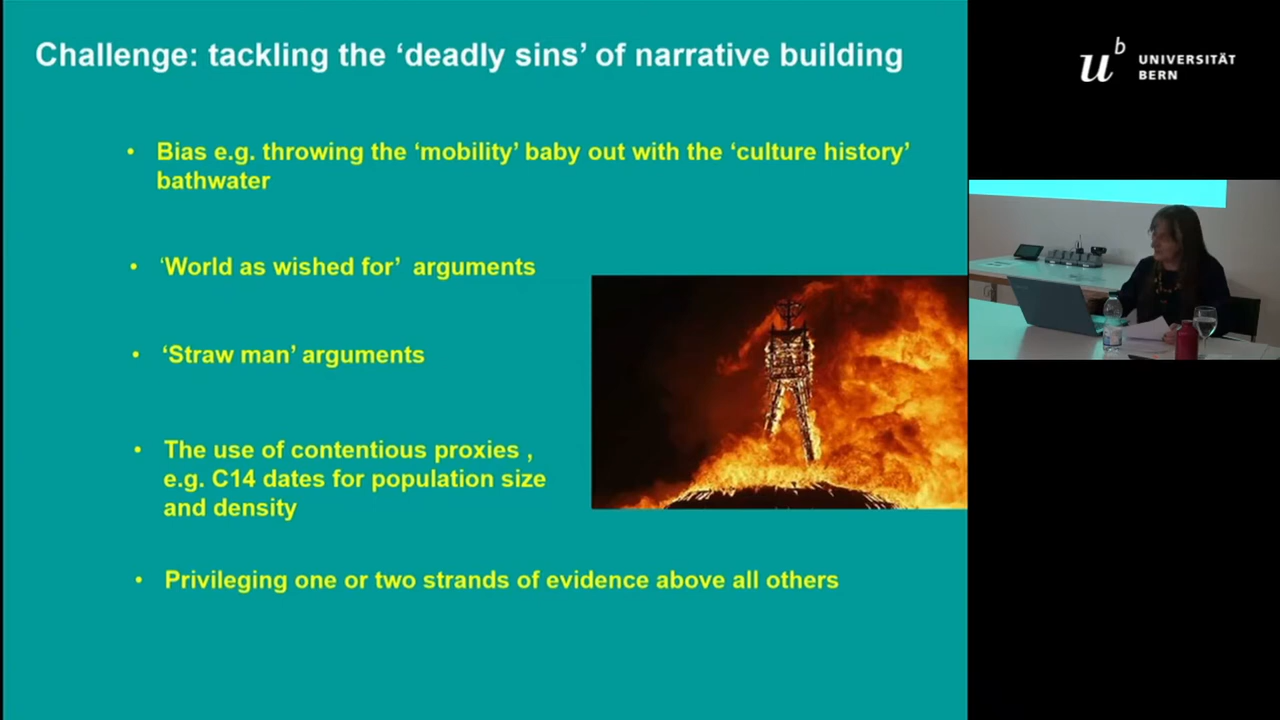 Challenge: tackling the ‘deadly sins’ of narrative building
• Bias e.g. throwing the ‘mobility’ baby out with the ‘culture history’
bathwater
• ‘World as wished for’ arguments
• ‘Straw man’ arguments
• The use of contentious proxies ,
e.g. C14 dates for population size
and density
• Privileging one or two strands of evidence above all others
u b
UNIVERSITÄT
BERN